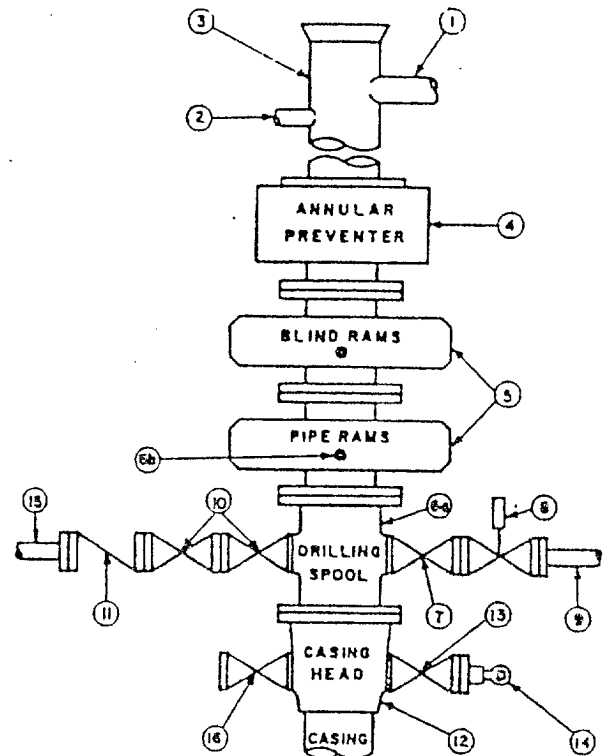 3
1
2
ANNULAR
PREVENTER
4
BLIND RAMS
5
PIPE RAMS
6b
6a
8
15
10
DRILLING
SPOOL
11
7
9
13
CASING
HEAD
16
12
14
CASING